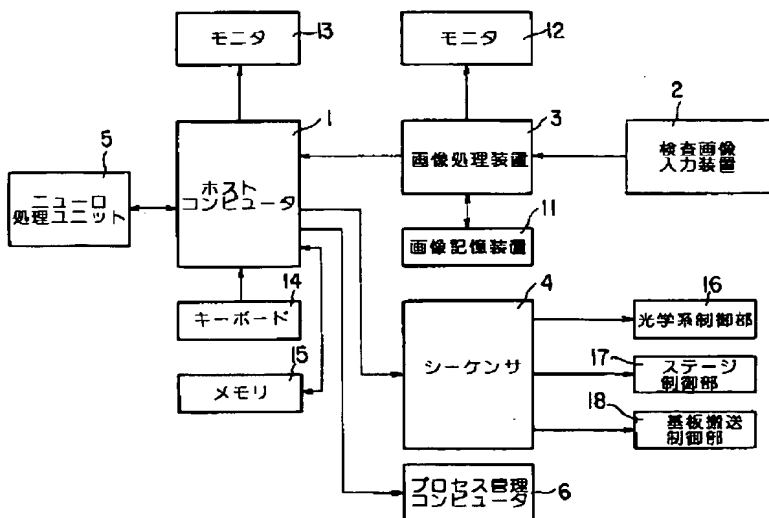 モニタ
13
モニタ
12
1
3
2
5
ニューロ
処理ユニット
ホスト
コンピュータ
画像処理装置
検査画像
入力装置
11
画像記憶装置
14
キーボード
15
メモリ
4
シーケンサ
16
光学系制御部
17
ステージ
制御部
18
基板搬送
制御部
プロセス管理
コンピュータ
6